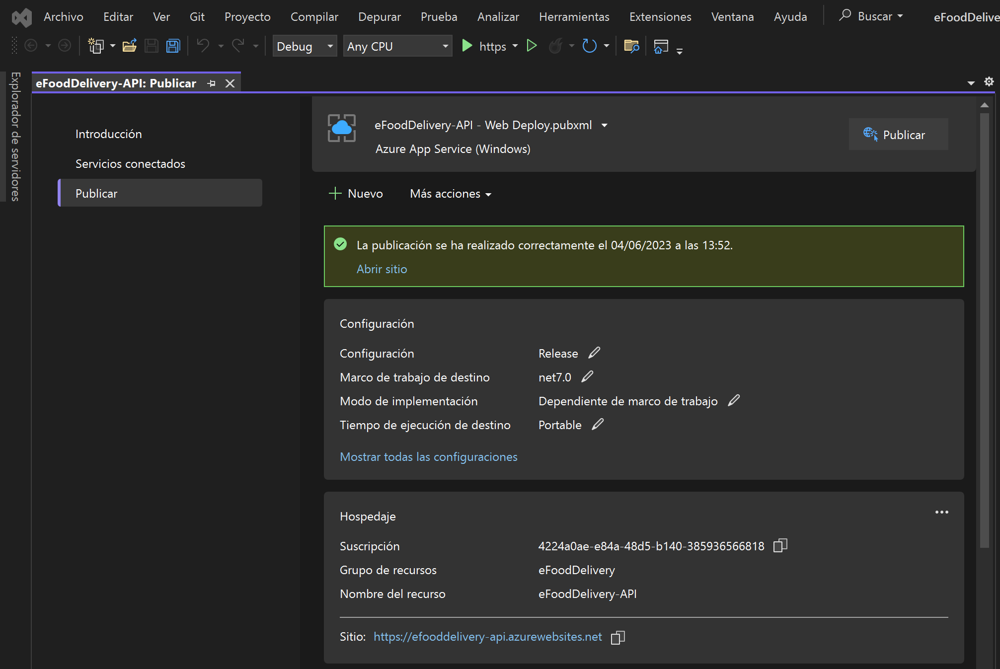 Archivo Editar Ver Git Proyecto Compilar Depurar Prueba Analizar Herramientas Extensiones Ventana Ayuda Buscar eFoodDelive
Debug Any CPU https
Explorador de servidores
eFoodDelivery-API: Publicar
Introducción
Servicios conectados
Publicar
eFoodDelivery-API - Web Deploy.pubxml
Azure App Service (Windows)
Publicar
Nuevo Más acciones
La publicación se ha realizado correctamente el 04/06/2023 a las 13:52.
Abrir sitio
Configuración
Configuración Release
Marco de trabajo de destino net7.0
Modo de implementación Dependiente de marco de trabajo
Tiempo de ejecución de destino Portable
Mostrar todas las configuraciones
Hospedaje
Suscripción 4224a0ae-e84a-48d5-b140-385936566818
Grupo de recursos eFoodDelivery
Nombre del recurso eFoodDelivery-API
Sitio: https://efooddelivery-api.azurewebsites.net